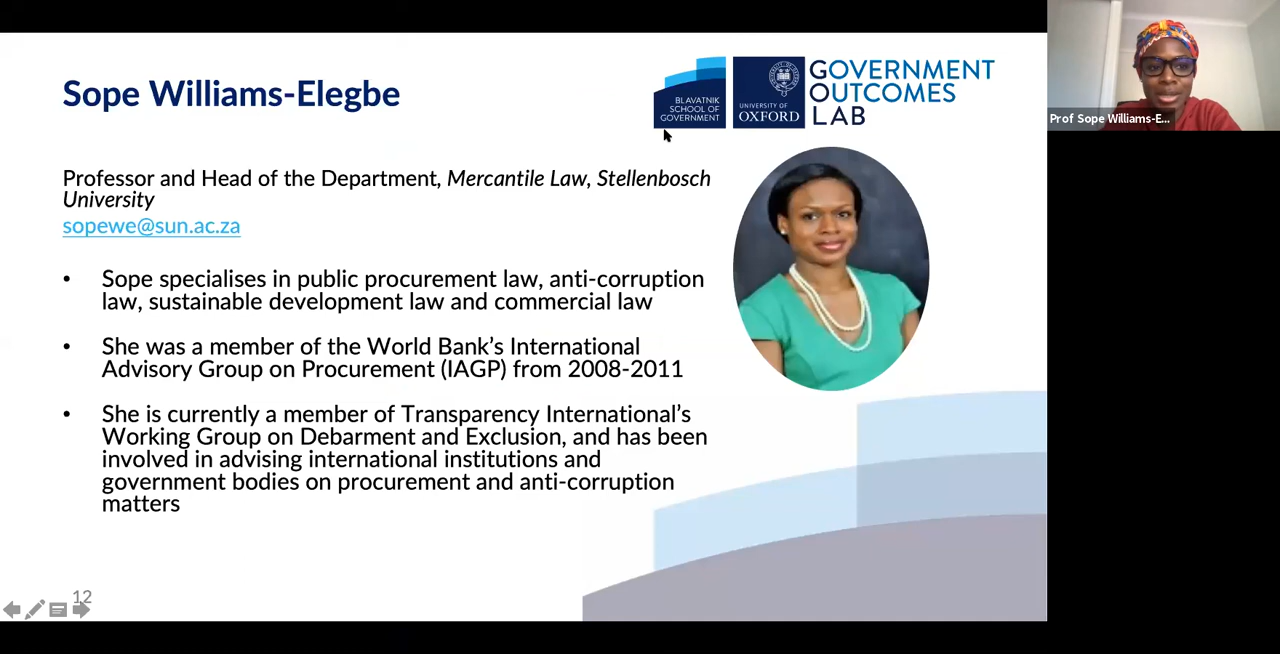 Sope Williams-Elegbe
BLAVATNIK
SCHOOL OF
GOVERNMENT
UNIVERSITY OF
OXFORD
GOVERNMENT
OUTCOMES
LAB
Prof Sope Williams-E...
Professor and Head of the Department, Mercantile Law, Stellenbosch
University
sopewe@sun.ac.za
• Sope specialises in public procurement law, anti-corruption
law, sustainable development law and commercial law
• She was a member of the World Bank’s International
Advisory Group on Procurement (IAGP) from 2008-2011
• She is currently a member of Transparency International’s
Working Group on Debarment and Exclusion, and has been
involved in advising international institutions and
government bodies on procurement and anti-corruption
matters
12